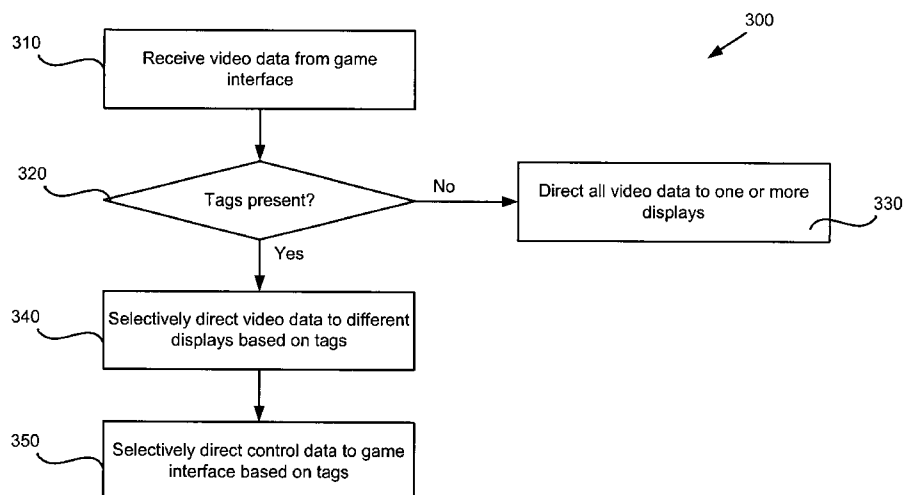 300
310
Receive video data from game
interface
320
Tags present?
No
Direct all video data to one or more
displays
330
Yes
340
Selectively direct video data to different
displays based on tags
350
Selectively direct control data to game
interface based on tags